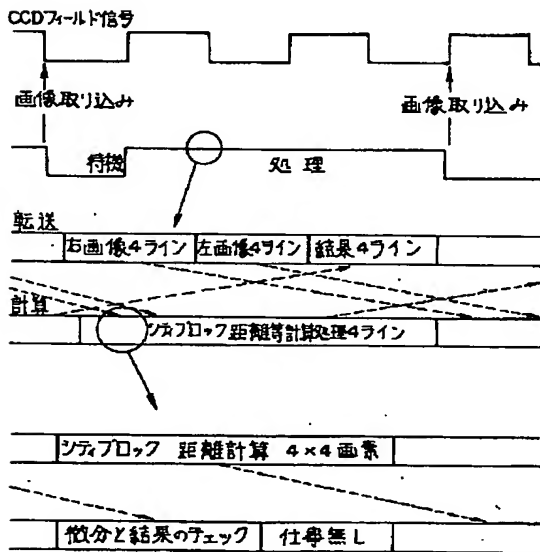 CCDフィールド信号
画像取り込み
画像取り込み
待機
処理
転送
右画像4ライン
左画像4ライン
結果4ライン
計算
シティブロック距離等計算処理4ライン
シティブロック 距離計算 4×4画素
微分と結果のチェック
仕事無し